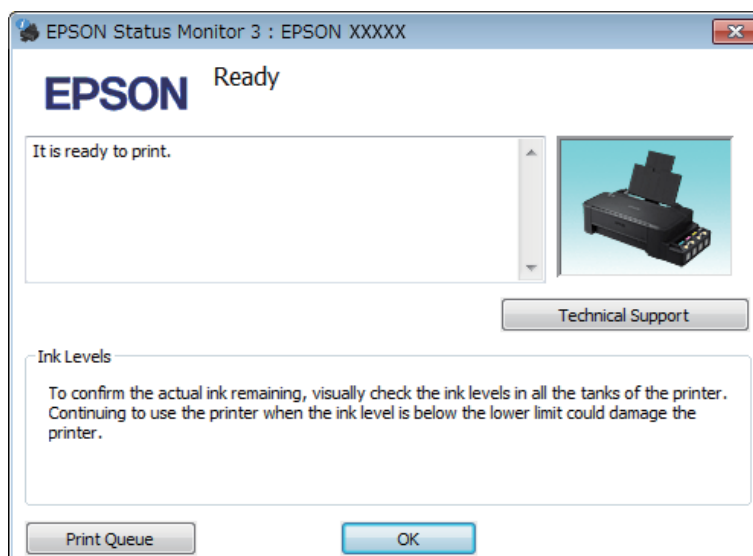 EPSON Status Monitor 3 : EPSON XXXXX
EPSON
Ready
It is ready to print.
Technical Support
Ink Levels
To confirm the actual ink remaining, visually check the ink levels in all the tanks of the printer.
Continuing to use the printer when the ink level is below the lower limit could damage the
printer.
Print Queue
OK